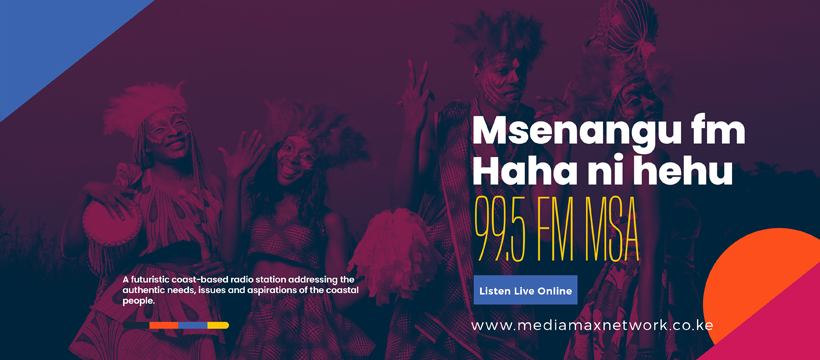 Msenangu fm
Haha ni hehu
99.5 FM MSA
A futuristic coast-based radio station addressing the
authentic needs, issues and aspirations of the coastal
people.
Listen Live Online
www.mediamaxnetwork.co.ke